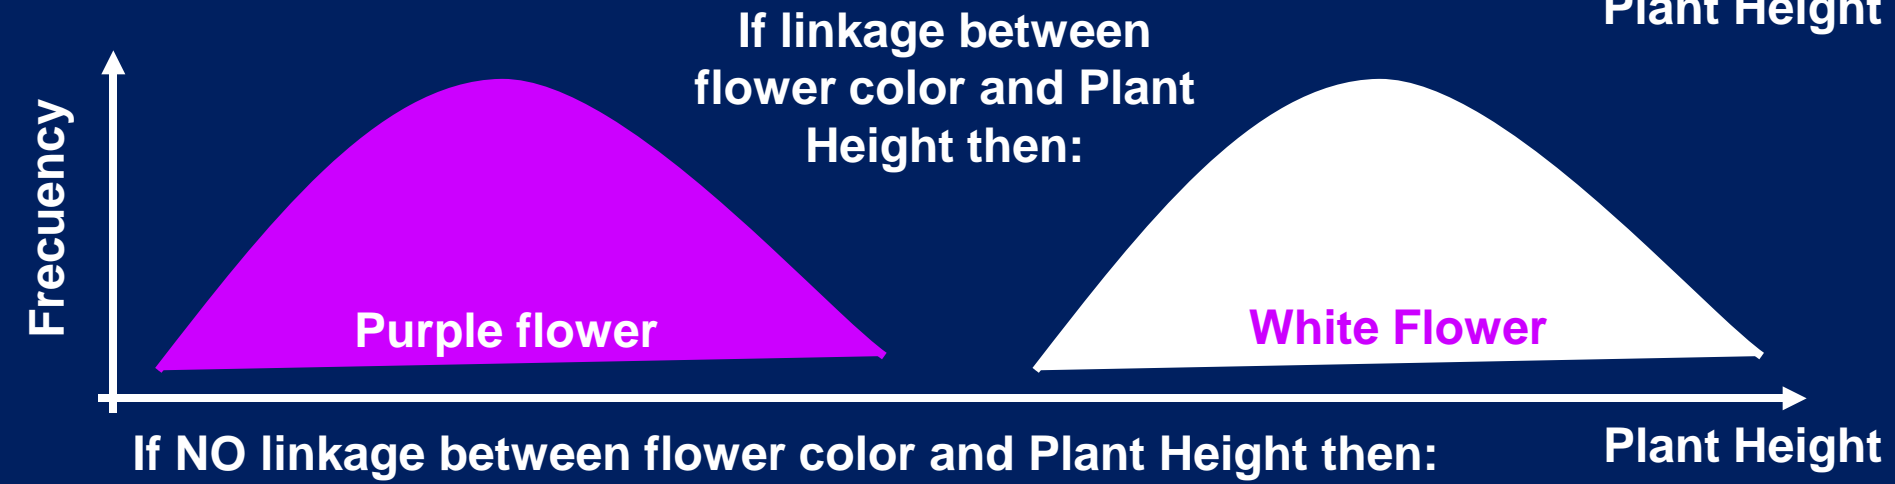 Plant Height
If linkage between
flower color and Plant
Height then:
Frecuency
Purple flower
White Flower
If NO linkage between flower color and Plant Height then:
Plant Height